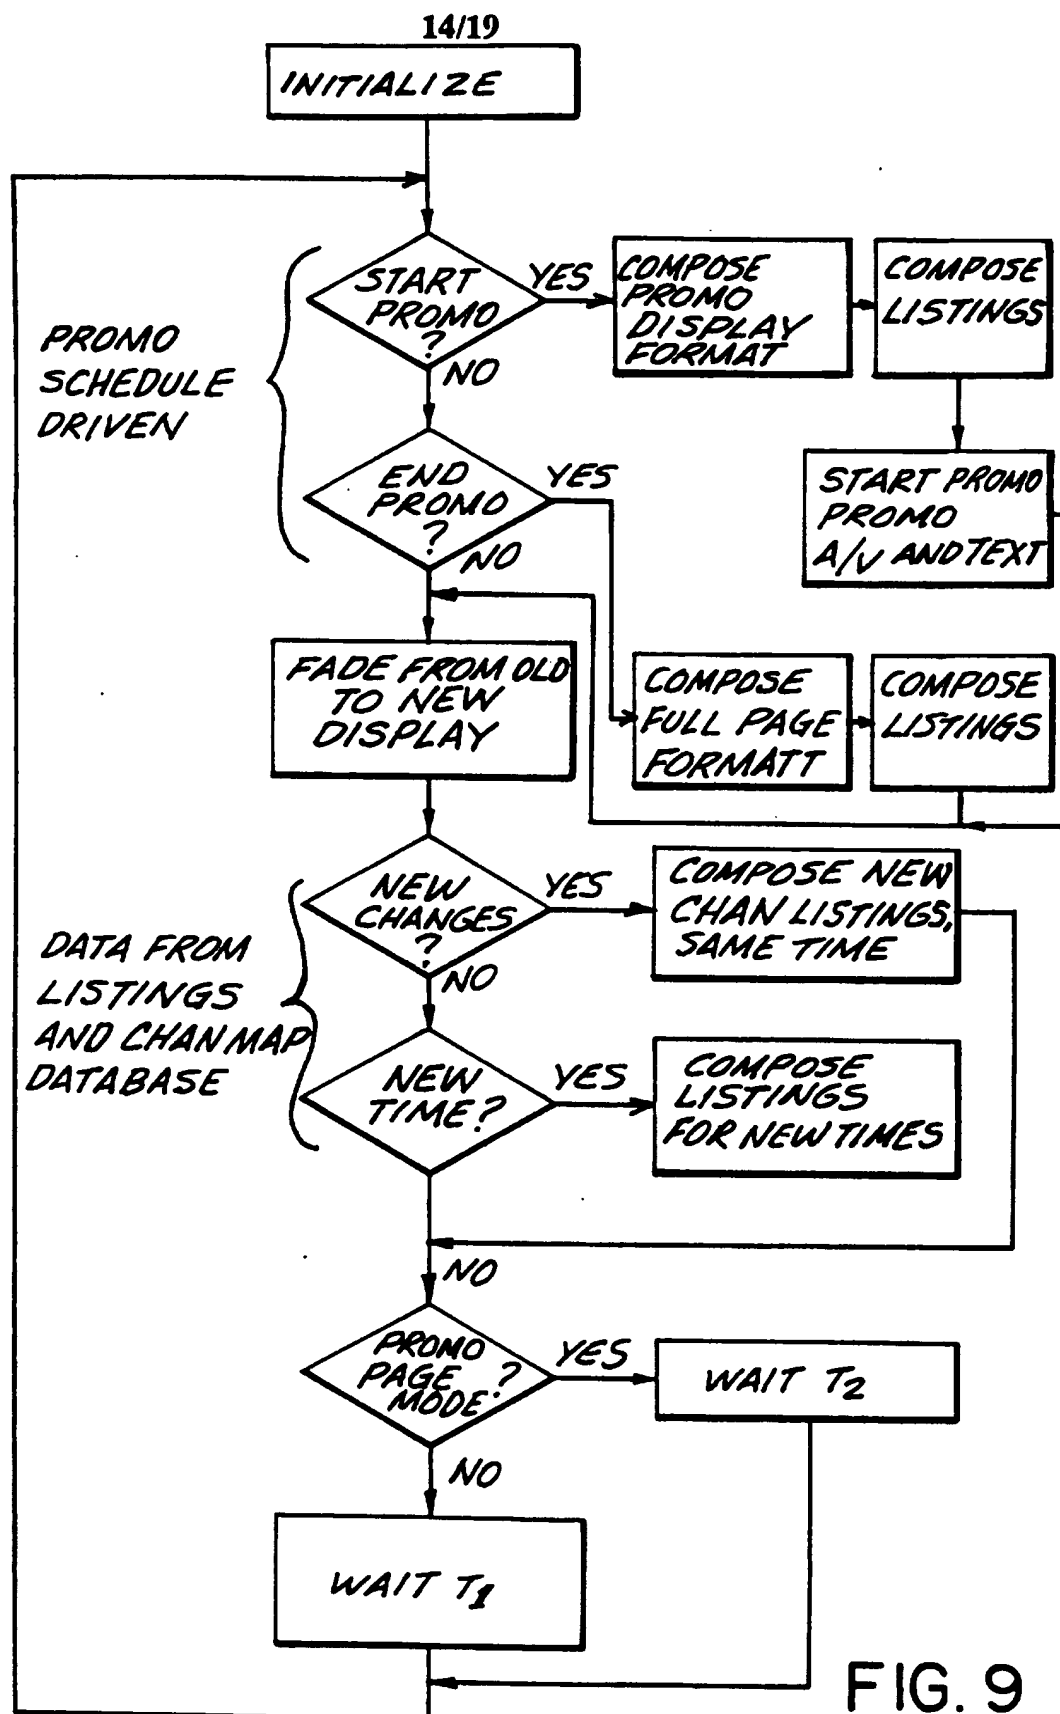 14/19
INITIALIZE
START
PROMO
?
YES
NO
COMPOSE
PROMO
DISPLAY
FORMAT
COMPOSE
LISTINGS
PROMO
SCHEDULE
DRIVEN
END
PROMO
?
YES
NO
START PROMO
PROMO
A/V AND TEXT
FADE FROM OLD
TO NEW
DISPLAY
COMPOSE
FULL PAGE
FORMATT
COMPOSE
LISTINGS
NEW
CHANGES
?
YES
NO
COMPOSE NEW
CHAN LISTINGS,
SAME TIME
DATA FROM
LISTINGS
AND CHAN MAP
DATABASE
NEW
TIME?
YES
COMPOSE
LISTINGS
FOR NEW TIMES
NO
PROMO
PAGE ?
MODE
YES
WAIT T2
NO
WAIT T1
FIG. 9